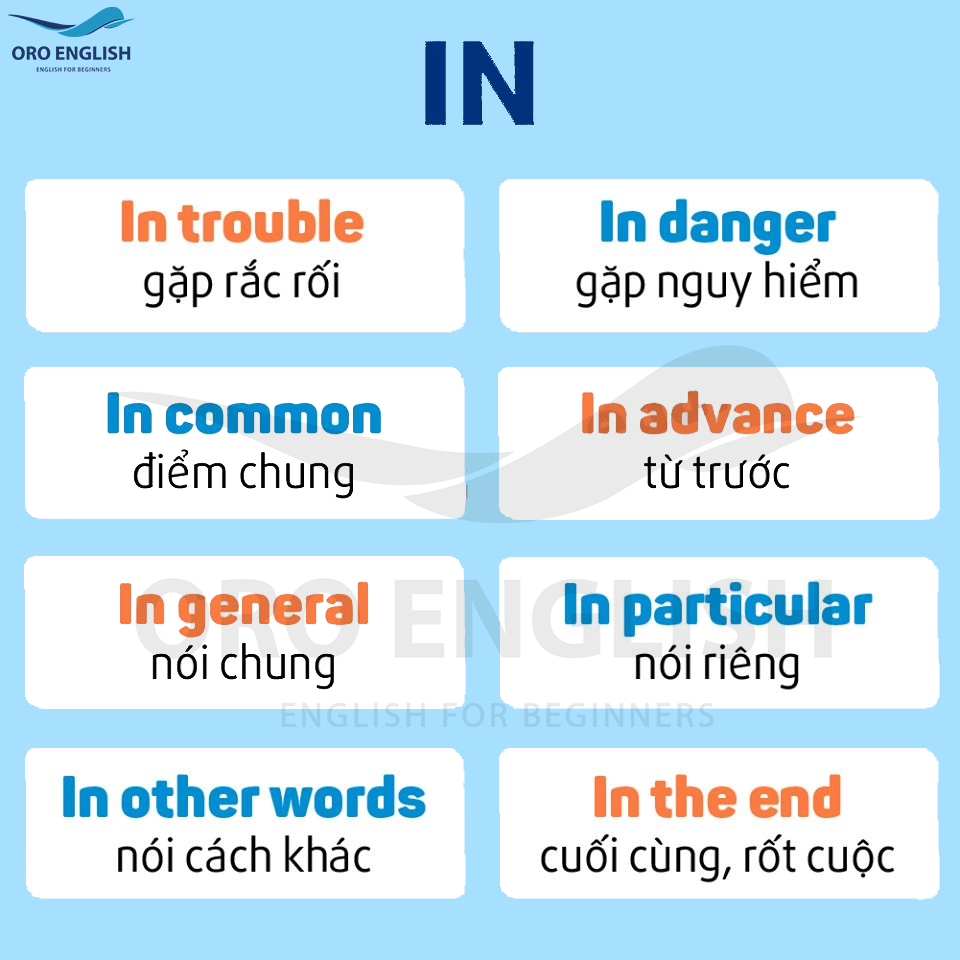 ORO ENGLISH
ENGLISH FOR BEGINNERS
IN
In trouble
gặp rắc rối
In danger
gặp nguy hiểm
In common
điểm chung
In advance
từ trước
In general
nói chung
In particular
nói riêng
ORO ENGLISH
ENGLISH FOR BEGINNERS
In other words
nói cách khác
In the end
cuối cùng, rốt cuộc